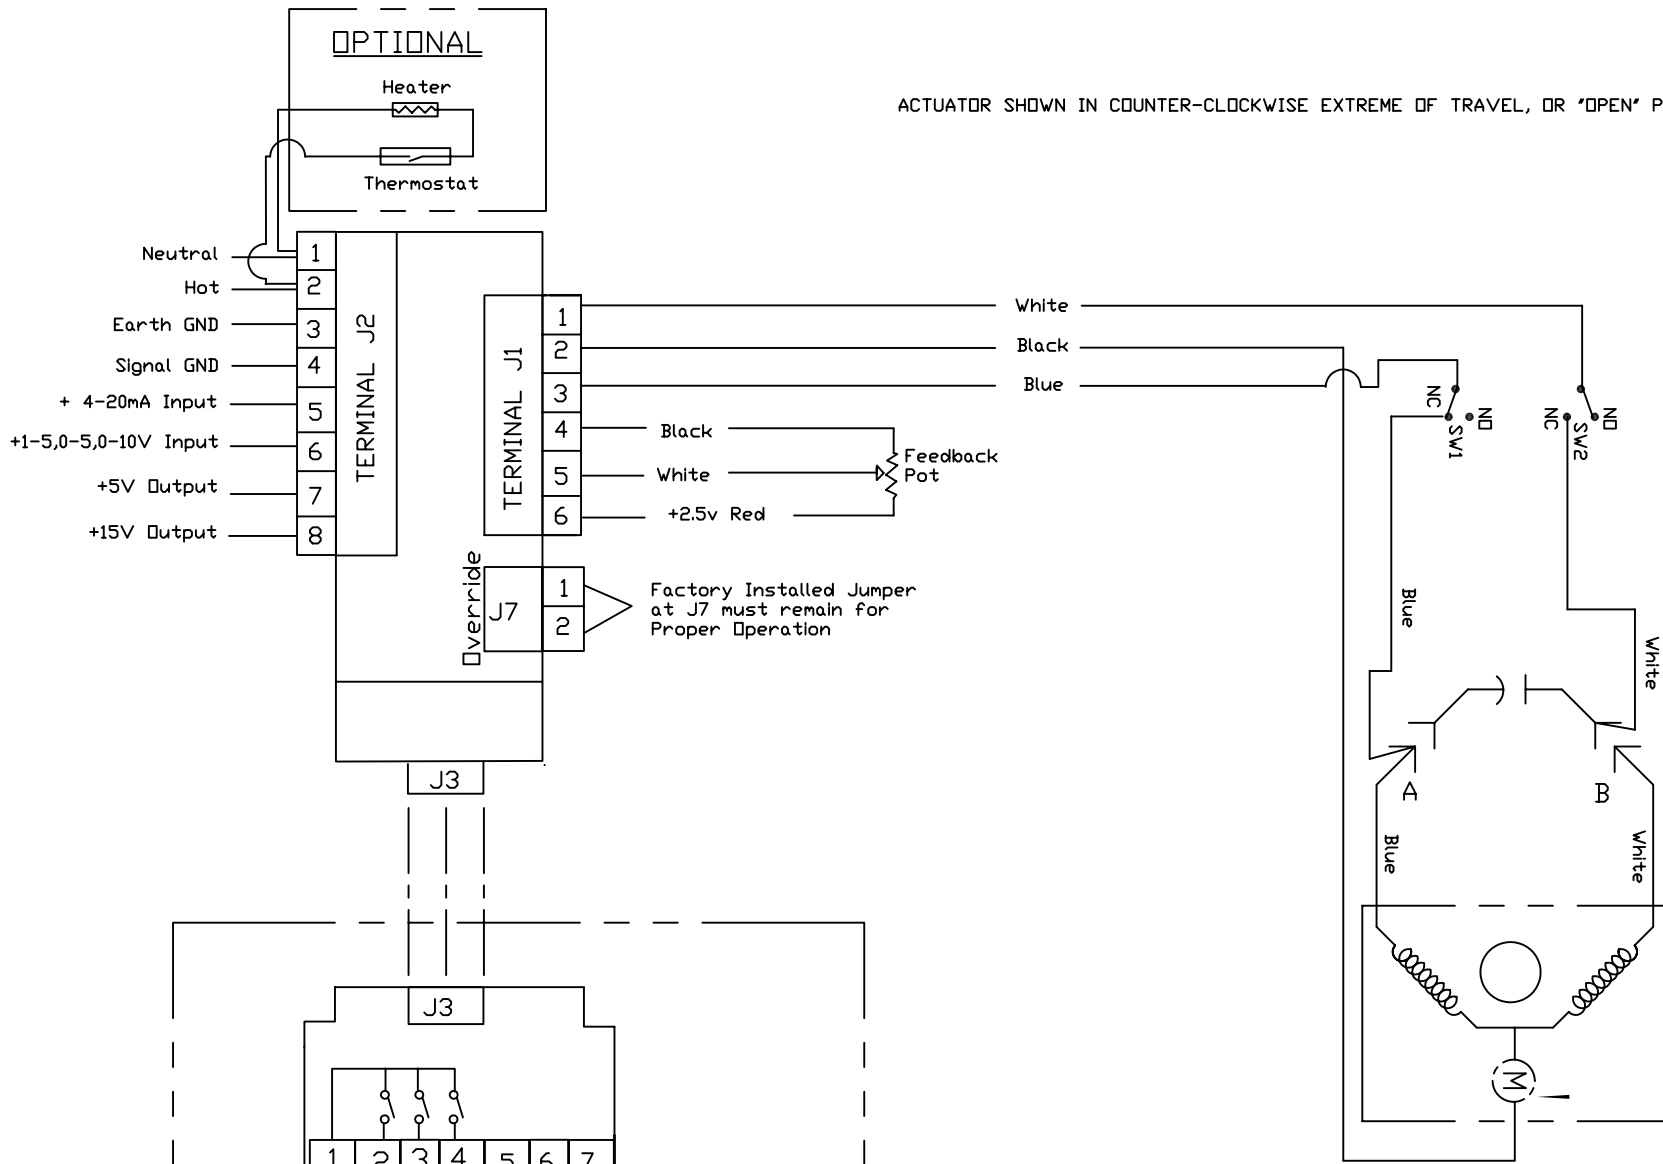 OPTIONAL
Heater
Thermostat
ACTUATOR SHOWN IN COUNTER-CLOCKWISE EXTREME OF TRAVEL, OR "OPEN" P
Neutral
Hot
Earth GND
Signal GND
+ 4-20mA Input
+1-5,0-5,0-10V Input
+5V Output
+15V Output
1
2
3
4
5
6
7
8
TERMINAL J2
TERMINAL J1
1
2
3
4
5
6
White
Black
Blue
Black
White
+2.5v Red
Feedback
Pot
Override
J7
1
2
Factory Installed Jumper
at J7 must remain for
Proper Operation
NC
NO
SW1
NC
NO
SW2
Blue
White
A
B
Blue
White
M
J3
J3
1
2
3
4
5
6
7